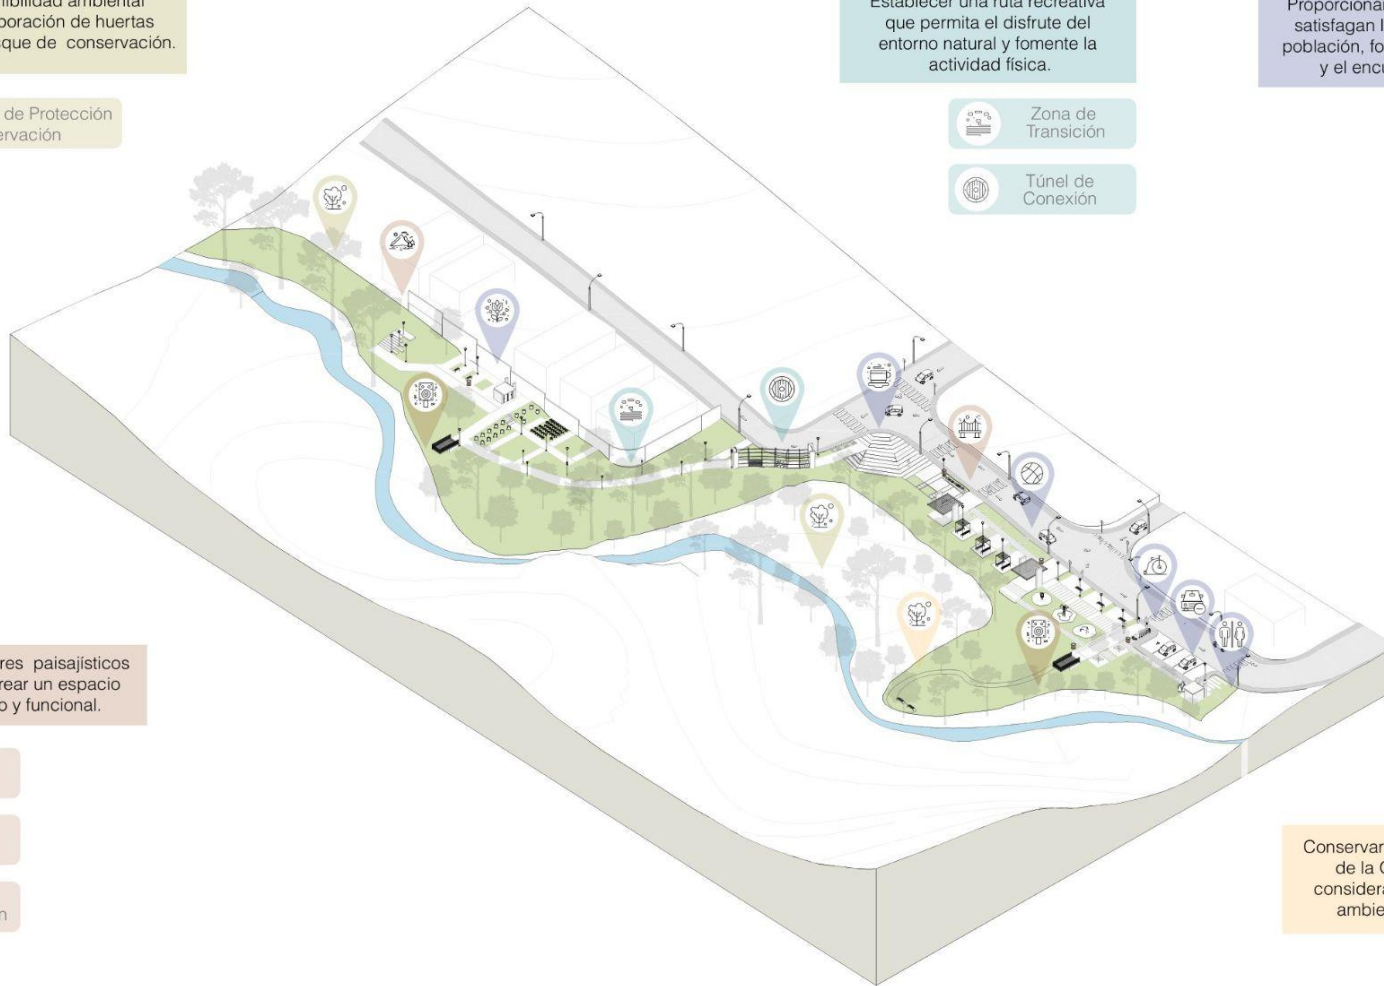 nibilidad ambiental
poración de huertas
sque de conservación.
de Protección
ervación
Establecer una ruta recreativa
que permita el disfrute del
entorno natural y fomente la
actividad física.
Zona de
Transición
Túnel de
Conexión
Proporcionar
satisfagan l
población, fo
y el encu
res paisajísticos
rear un espacio
o y funcional.
n
Conservar
de la
considera
ambie